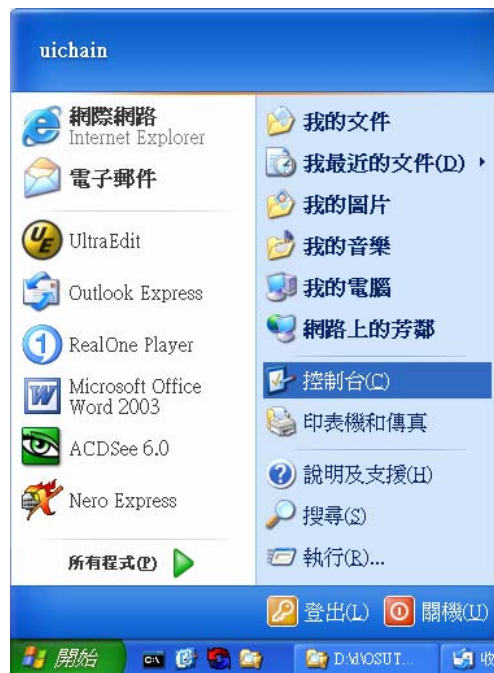 uichain
網際網路
Internet Explorer
電子郵件
UltraEdit
Outlook Express
RealOne Player
Microsoft Office
Word 2003
ACDSee 6.0
Nero Express
所有程式(P)
我的文件
我最近的文件(D)
我的圖片
我的音樂
我的電腦
網路上的芳鄰
控制台(C)
印表機和傳真
說明及支援(H)
搜尋(S)
執行(R)...
登出(L)
關機(U)
開始
D:\A\OSUT...
收